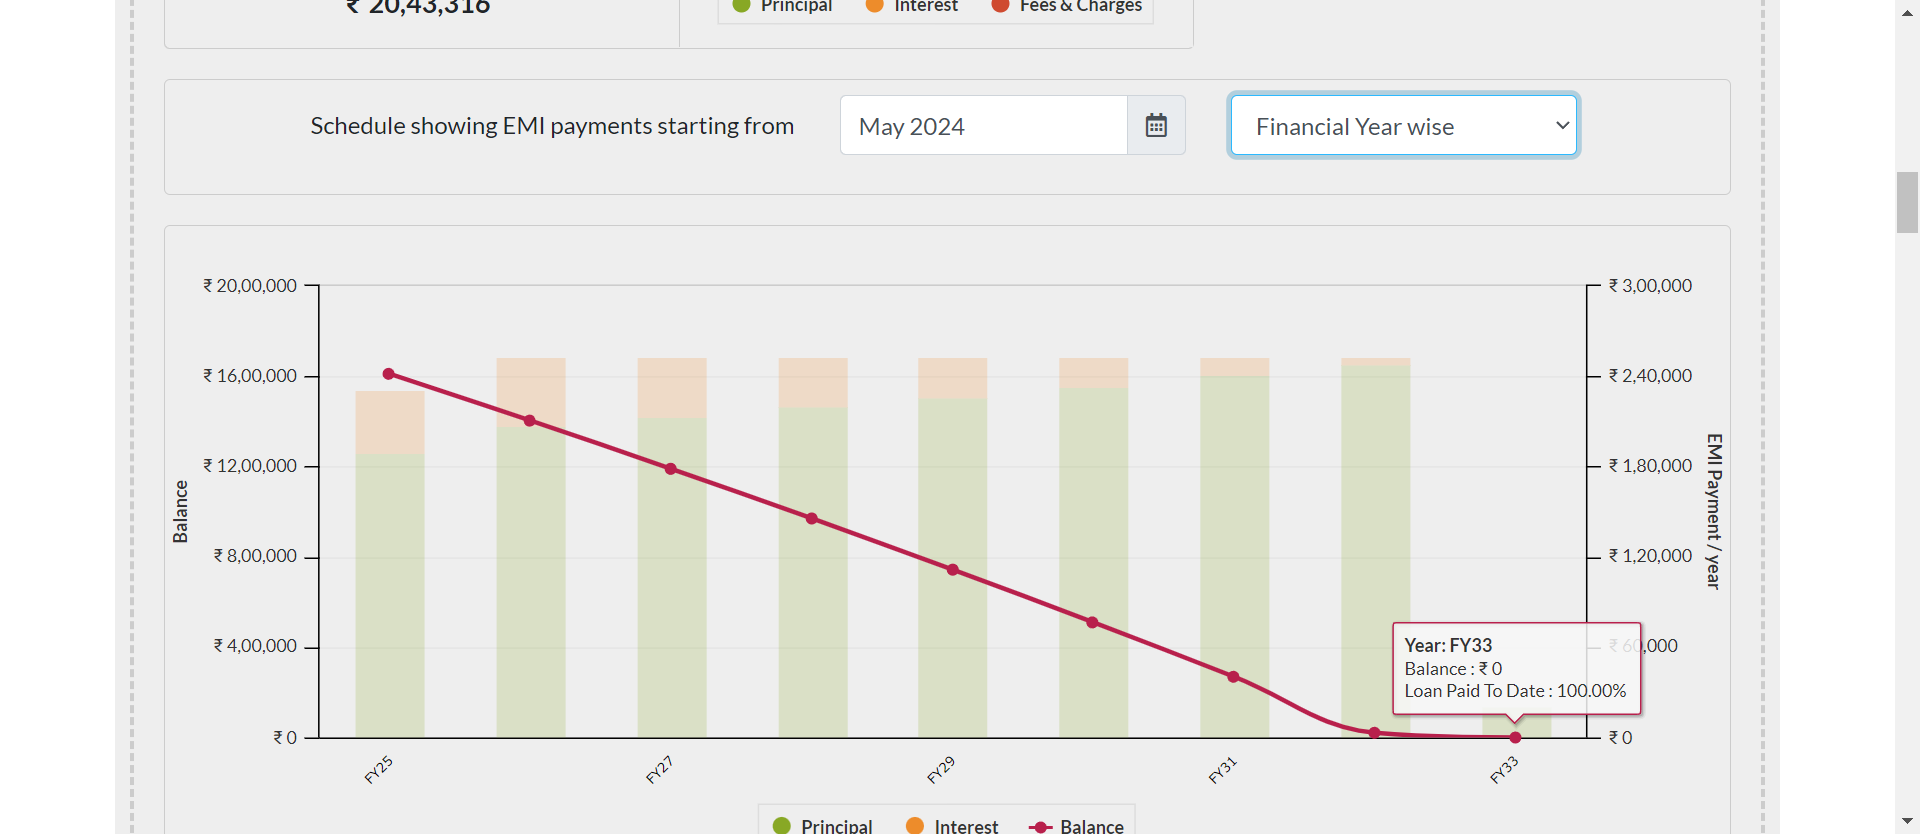 ₹ 20,43,316
Principal Interest Fees & Charges
Schedule showing EMI payments starting from May 2024 Financial Year wise
₹ 20,00,000
₹ 16,00,000
₹ 12,00,000
₹ 8,00,000
₹ 4,00,000
₹ 0
Balance
₹ 3,00,000
₹ 2,40,000
₹ 1,80,000
₹ 1,20,000
₹ 60,000
₹ 0
EMI Payment / year
Year: FY33
Balance : ₹ 0
Loan Paid To Date : 100.00%
FY25 FY27 FY29 FY31 FY33
Principal Interest Balance